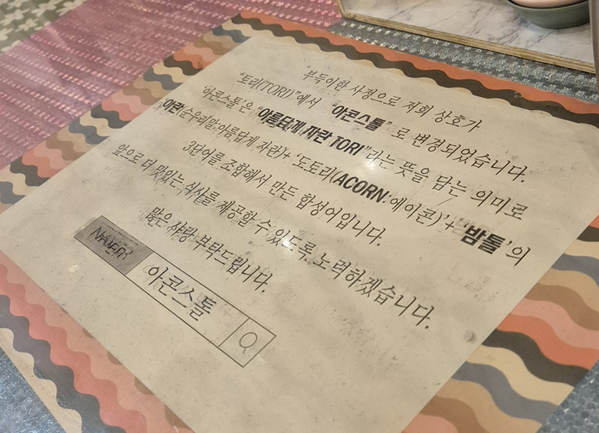 부득이한 사정으로 저희 상호가
"토리(TORI)"에서 "아콘스톨"로 변경되었습니다.
'아콘스톨'은 "아름답게 자란 TORI"라는 뜻을 담는 의미로
'아란(순우리말;아름답게 자란)+'도토리(ACORN;에이콘)'+'밤톨'의
3단어를 조합해서 만든 합성어입니다.
앞으로 더 맛있는 식사를 제공할 수 있도록 노력하겠습니다.
많은 사랑 부탁드립니다.
NAVER 아콘스톨